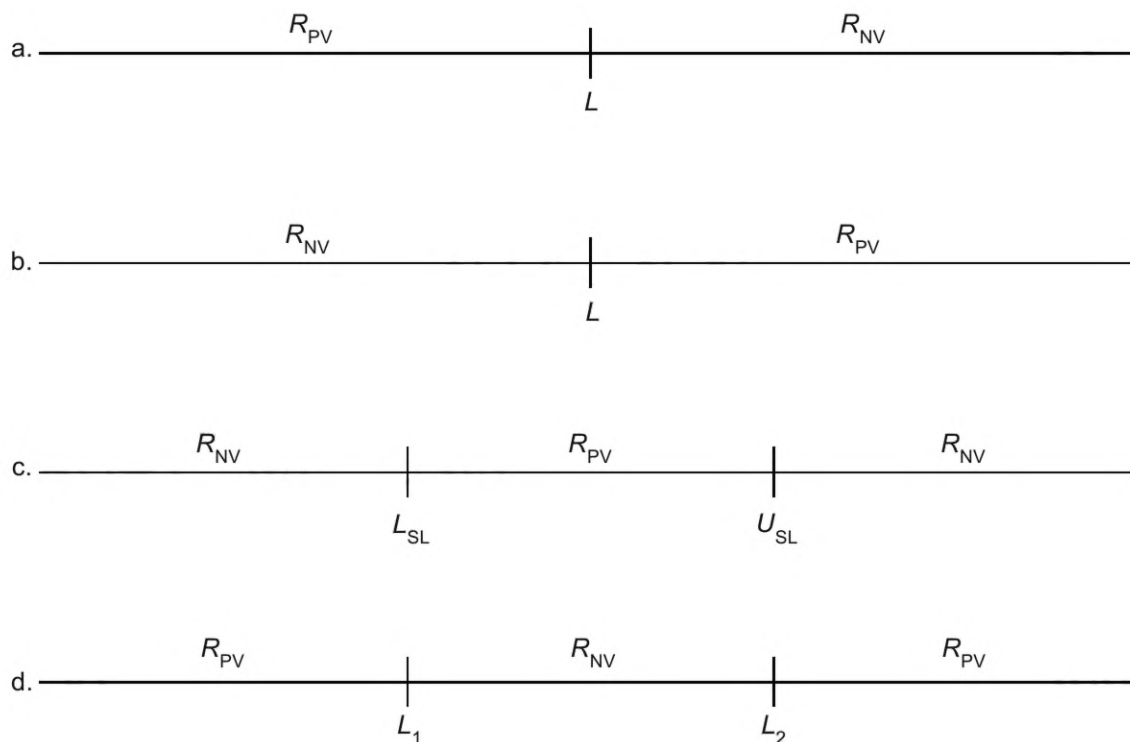 a. R_PV R_NV
L
b. R_NV R_PV
L
c. R_NV R_PV R_NV
L_SL U_SL
d. R_PV R_NV R_PV
L_1 L_2